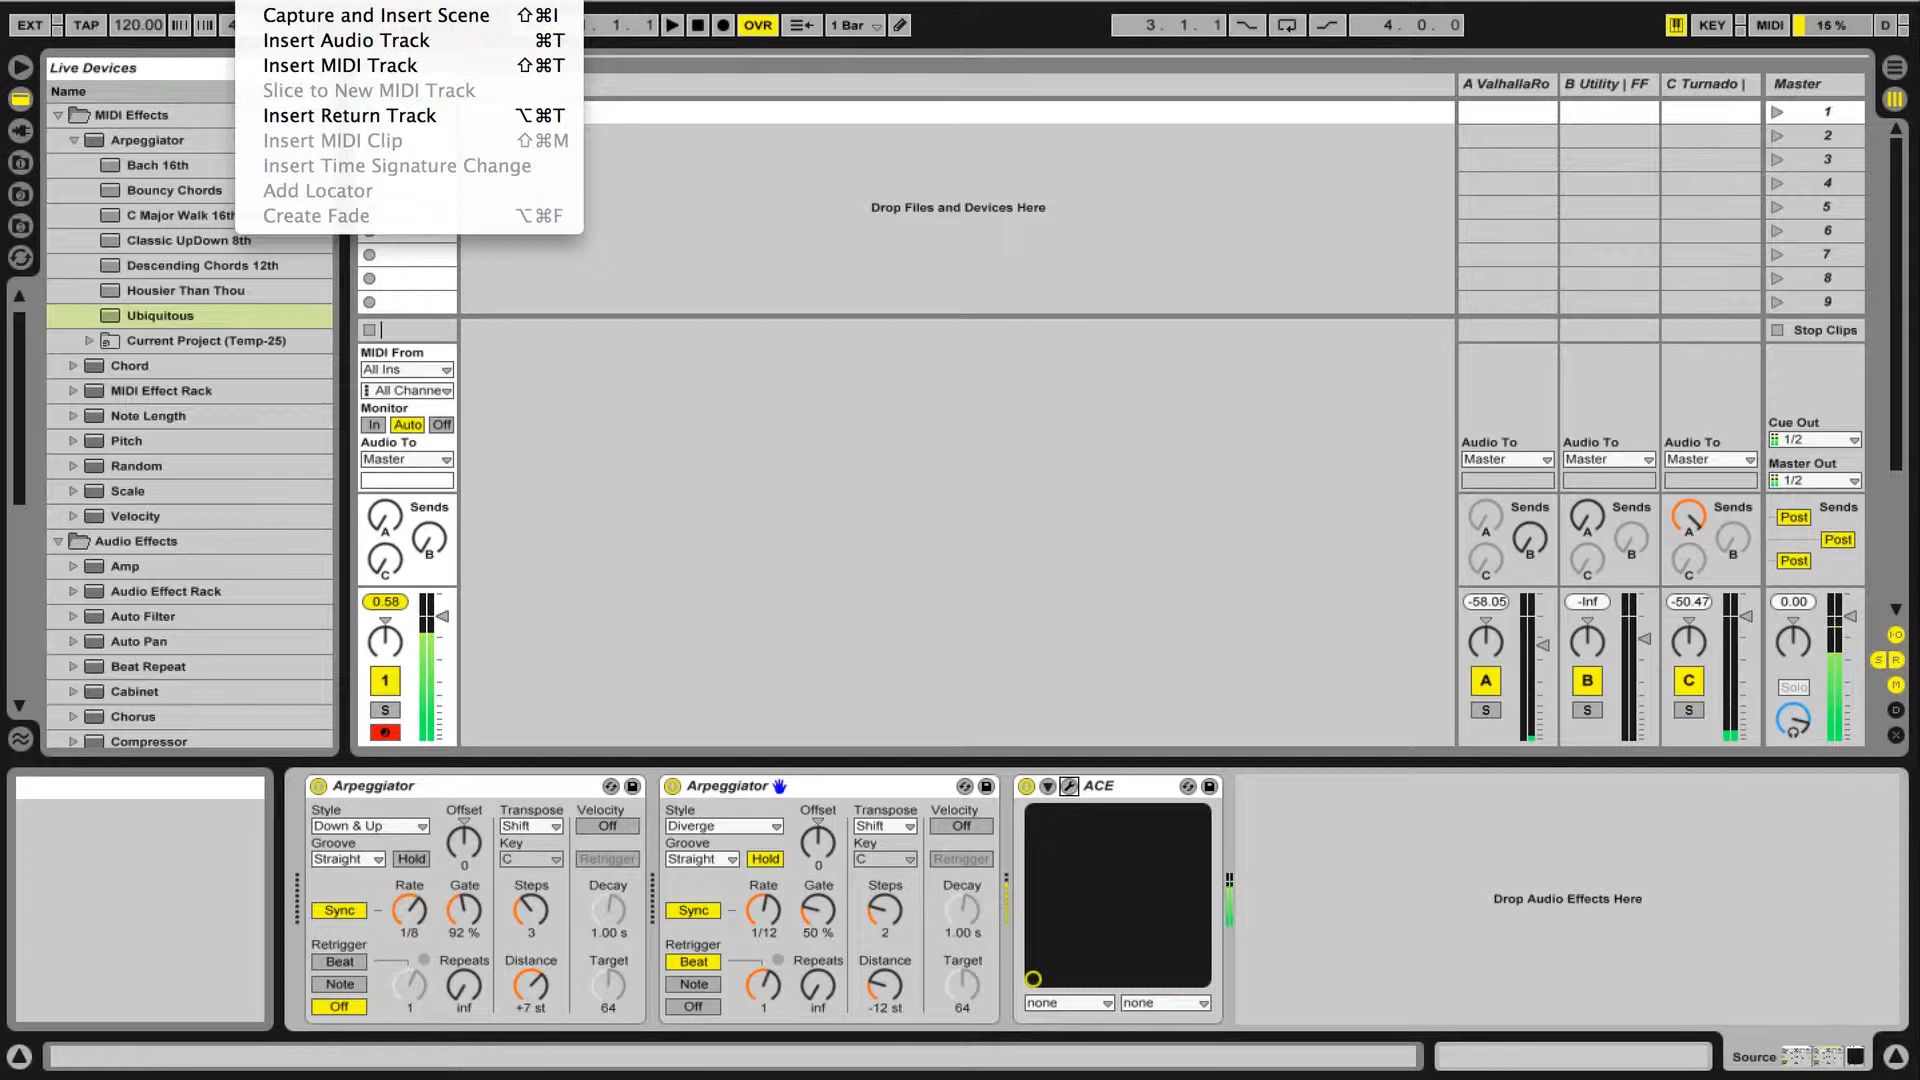 EXT TAP 120.00 4 1. 1. 1 OVR 1 Bar 3. 1. 1 4. 0. 0 KEY MIDI 15 % D
Capture and Insert Scene ⇧⌘I
Insert Audio Track ⌘T
Insert MIDI Track ⇧⌘T
Slice to New MIDI Track
Insert Return Track ⌥⌘T
Insert MIDI Clip ⇧⌘M
Insert Time Signature Change
Add Locator
Create Fade ⌥⌘F
Live Devices
Name
MIDI Effects
Arpeggiator
Bach 16th
Bouncy Chords
C Major Walk 16th
Classic UpDown 8th
Descending Chords 12th
Housier Than Thou
Ubiquitous
Current Project (Temp-25)
Chord
MIDI Effect Rack
Note Length
Pitch
Random
Scale
Velocity
Audio Effects
Amp
Audio Effect Rack
Auto Filter
Auto Pan
Beat Repeat
Cabinet
Chorus
Compressor
A ValhallaRo B Utility | FF C Turnado | Master
1
2
3
4
5
6
7
8
9
Drop Files and Devices Here
Stop Clips
MIDI From
All Ins
All Channe
Monitor
In Auto Off
Audio To
Master
Sends
A
B
C
0.58
1
S
Audio To Audio To Audio To
Master Master Master
Cue Out
1/2
Master Out
1/2
Sends Sends Sends Sends
A B C A B C A B C
Post
Post
Post
-58.05 -Inf -50.47 0.00
A B C Solo
S S S
I·O
S R
M
D
X
Arpeggiator
Style Offset Transpose Velocity
Down & Up Shift Off
Groove Key
Straight Hold 0 C Retrigger
Rate Gate Steps Decay
Sync
1/8 92 % 3 1.00 s
Retrigger
Beat Repeats Distance Target
Note
Off 1 inf +7 st 64
Arpeggiator
Style Offset Transpose Velocity
Diverge Shift Off
Groove Key
Straight Hold 0 C Retrigger
Rate Gate Steps Decay
Sync
1/12 50 % 2 1.00 s
Retrigger
Beat Repeats Distance Target
Note
Off 1 inf -12 st 64
ACE
none none
Drop Audio Effects Here
Source